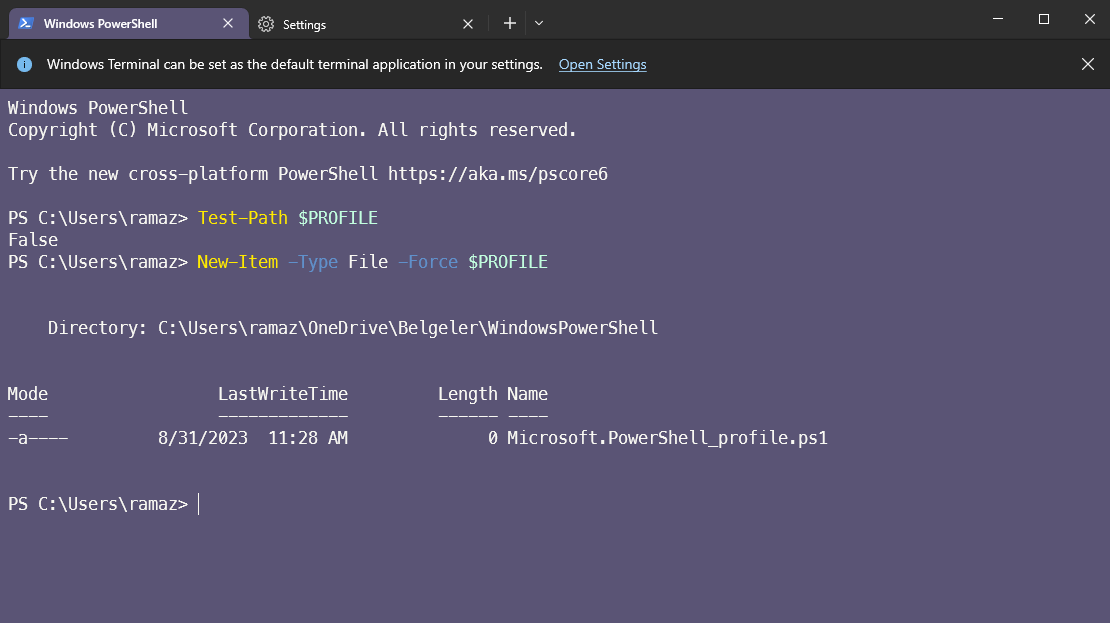 Windows PowerShell
Settings
Windows Terminal can be set as the default terminal application in your settings. Open Settings
Windows PowerShell
Copyright (C) Microsoft Corporation. All rights reserved.
Try the new cross-platform PowerShell https://aka.ms/pscore6
PS C:\Users\ramaz> Test-Path $PROFILE
False
PS C:\Users\ramaz> New-Item -Type File -Force $PROFILE
Directory: C:\Users\ramaz\OneDrive\Belgeler\WindowsPowerShell
Mode LastWriteTime Length Name
---- ------------- ------ ----
-a---- 8/31/2023 11:28 AM 0 Microsoft.PowerShell_profile.ps1
PS C:\Users\ramaz>